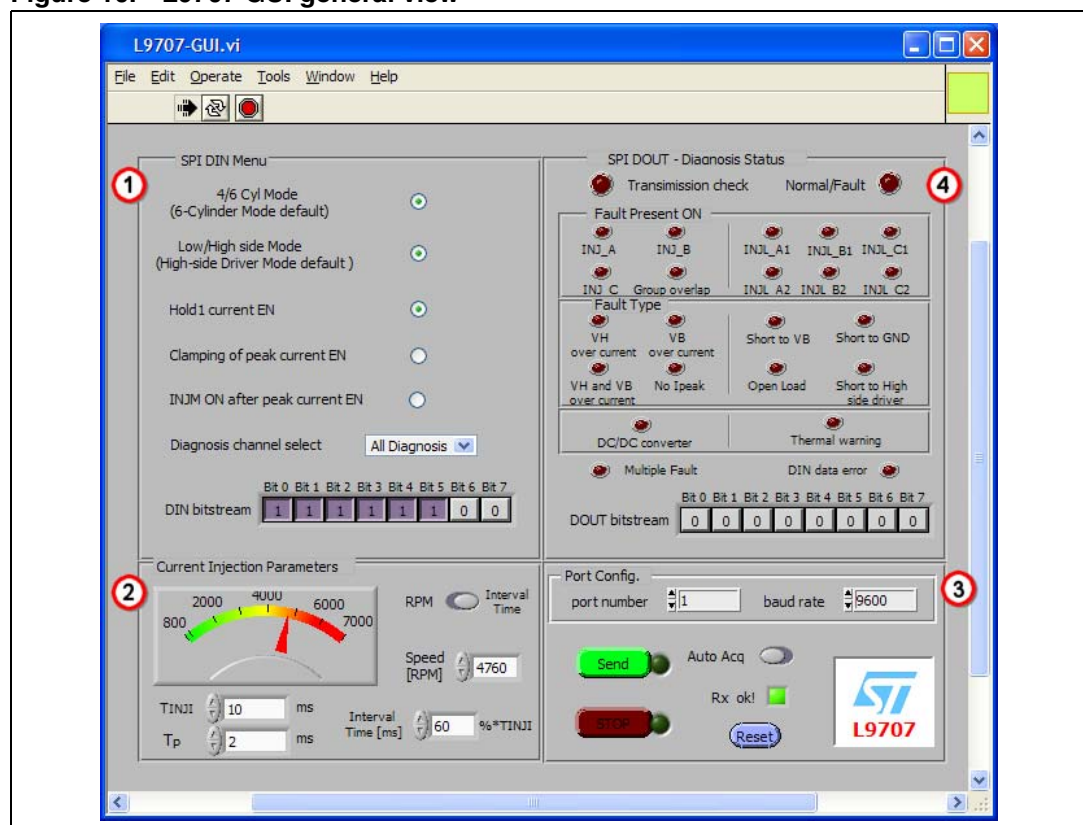 L9707-GUI.vi
File Edit Operate Tools Window Help
1
SPI DIN Menu
4/6 Cyl Mode
(6-Cylinder Mode default)
Low/High side Mode
(High-side Driver Mode default )
Hold1 current EN
Clamping of peak current EN
INJM ON after peak current EN
Diagnosis channel select All Diagnosis
Bit 0 Bit 1 Bit 2 Bit 3 Bit 4 Bit 5 Bit 6 Bit 7
DIN bitstream 1 1 1 1 1 1 0 0
4
SPI DOUT - Diagnosis Status
Transmission check Normal/Fault
Fault Present ON
INJ_A INJ_B INJL_A1 INJL_B1 INJL_C1
INJ_C Group overlap INJL_A2 INJL_B2 INJL_C2
Fault Type
VH
over current
VB
over current
Short to VB Short to GND
VH and VB
over current
No Ipeak Open Load
Short to High
side driver
DC/DC converter Thermal warning
Multiple Fault DIN data error
Bit 0 Bit 1 Bit 2 Bit 3 Bit 4 Bit 5 Bit 6 Bit 7
DOUT bitstream 0 0 0 0 0 0 0 0
2
Current Injection Parameters
800 2000 4000 6000 7000
RPM
Interval
Time
Speed
[RPM]
4760
TINJI 10 ms
Interval
Time [ms]
60 %*TINJI
Tp 2 ms
3
Port Config.
port number 1 baud rate 9600
Send Auto Acq
Rx ok!
STOP Reset
ST
L9707